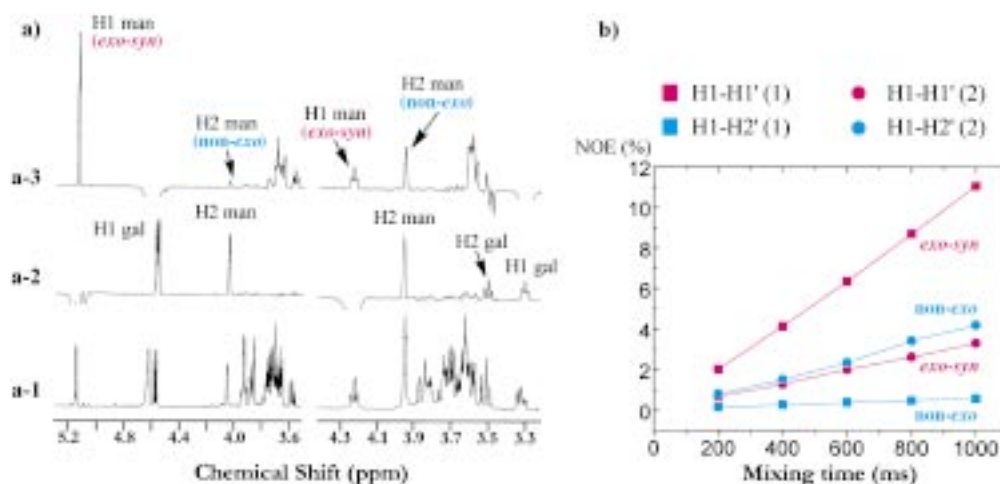 a)
H1 man
(exo-syn)
H2 man
(non-exo)
H1 man
(exo-syn)
H2 man
(non-exo)
a-3
H1 gal
H2 man
H2 man
H2 gal
H1 gal
a-2
a-1
5.2 4.8 4.4 4.0 3.6 4.3 4.1 3.9 3.7 3.5 3.3
Chemical Shift (ppm)
b)
H1-H1' (1) H1-H1' (2)
H1-H2' (1) H1-H2' (2)
NOE (%)
12
10
8
6
4
2
0
exo-syn
non-exo
exo-syn
non-exo
0 200 400 600 800 1000
Mixing time (ms)